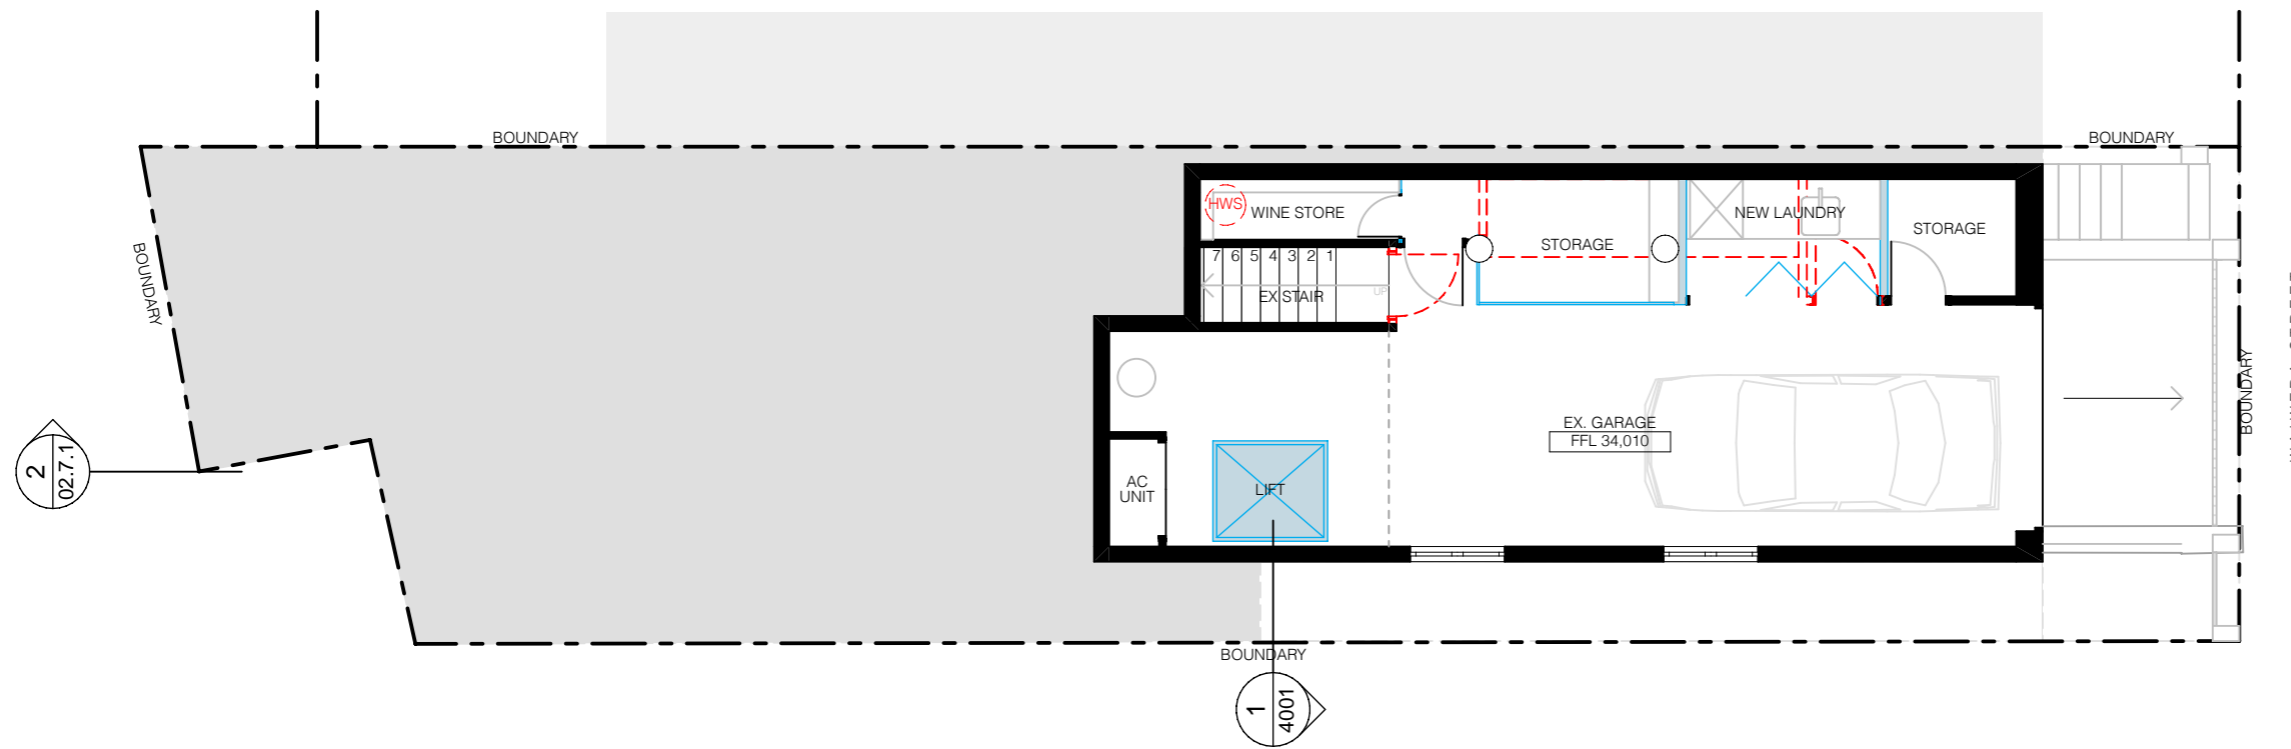 BOUNDARY
BOUNDARY
BOUNDARY
HWS
WINE STORE
NEW LAUNDRY
STORAGE
STORAGE
7 6 5 4 3 2 1
EX STAIR
UP
EX. GARAGE
FFL 34,010
BOUNDARY
2
02.7.1
AC
UNIT
LIFT
BOUNDARY
1
4001